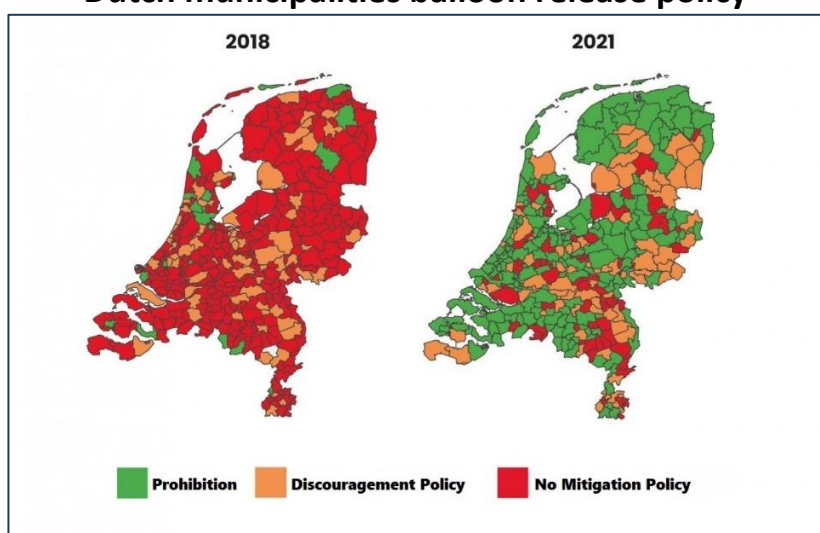 Dutch municipalities balloon release policy
2018 2021
Prohibition Discouragement Policy No Mitigation Policy